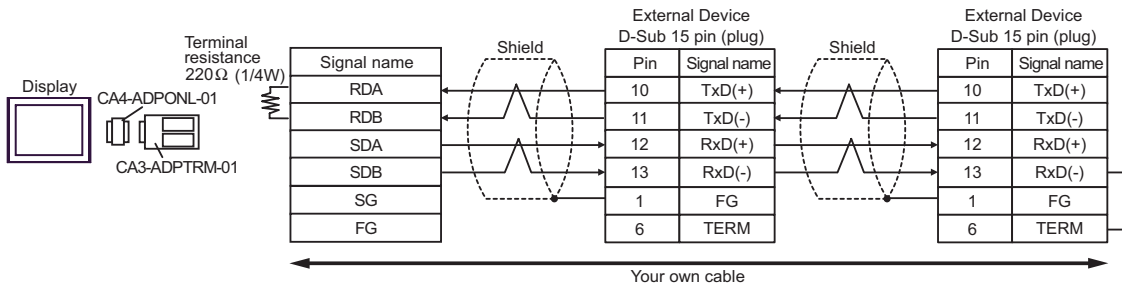 External Device
D-Sub 15 pin (plug)
External Device
D-Sub 15 pin (plug)
Terminal
resistance
220Ω (1/4W)
Shield
Shield
Display
CA4-ADPONL-01
CA3-ADPTRM-01
Signal name
RDA
RDB
SDA
SDB
SG
FG
Pin Signal name
10 TxD(+)
11 TxD(-)
12 RxD(+)
13 RxD(-)
1 FG
6 TERM
Pin Signal name
10 TxD(+)
11 TxD(-)
12 RxD(+)
13 RxD(-)
1 FG
6 TERM
Your own cable